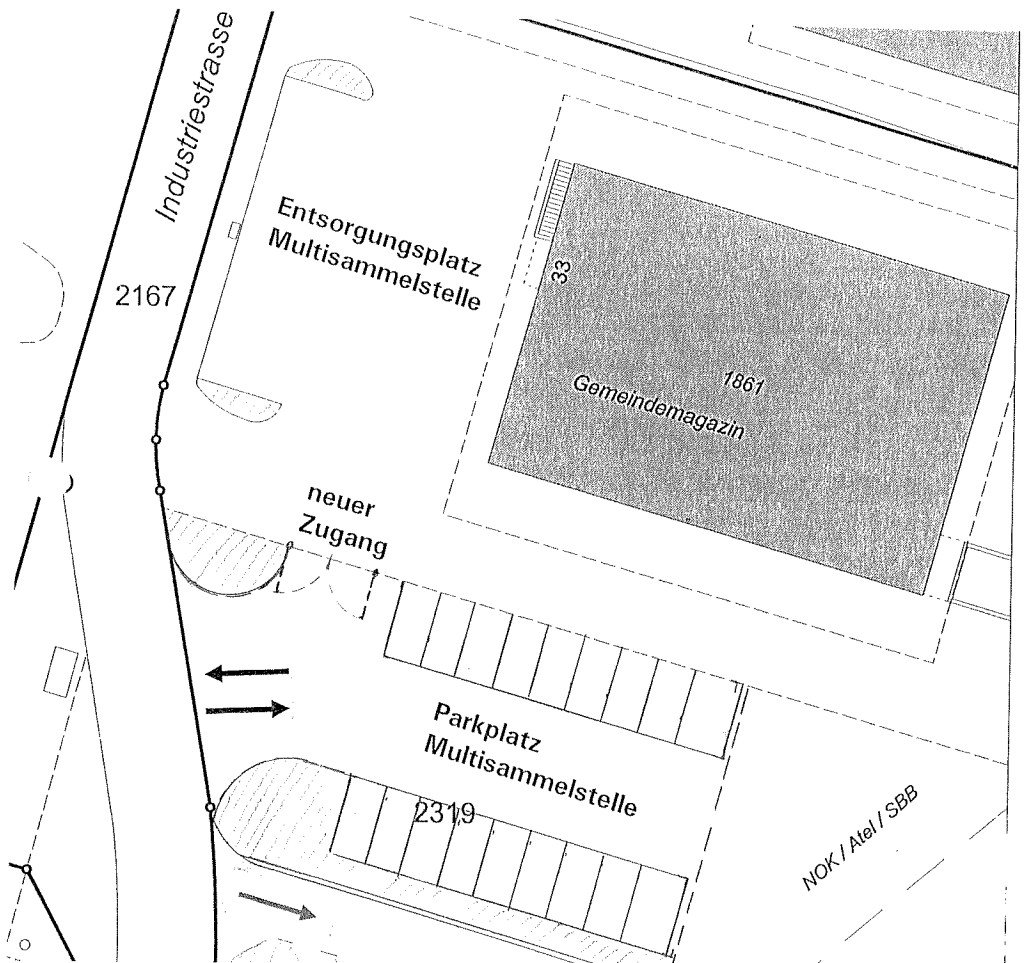 Industriestrasse
Entsorgungsplatz
Multisammelstelle
33
2167
1861
Gemeindemagazin
neuer
Zugang
Parkplatz
Multisammelstelle
2319
NOK / Atel / SBB